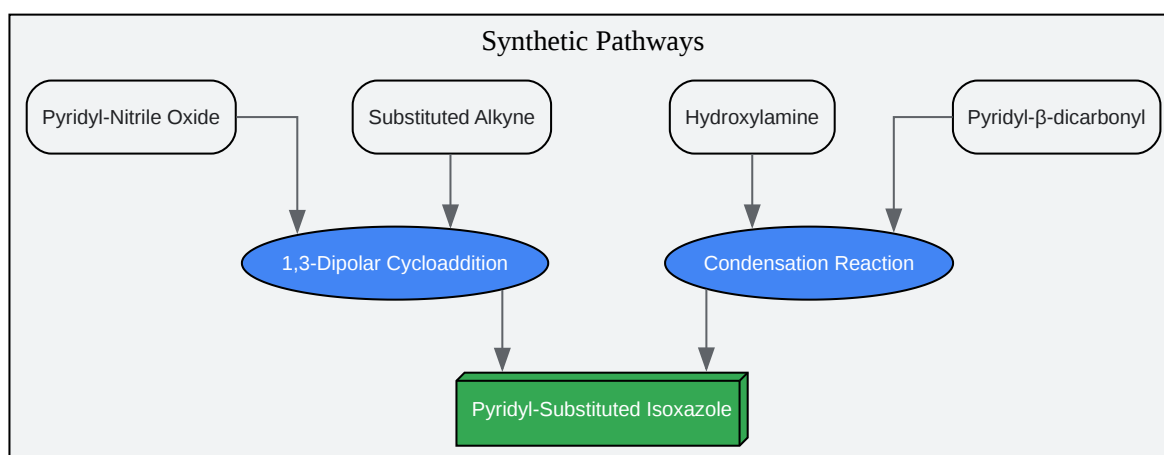 Synthetic Pathways
Pyridyl-Nitrile Oxide
Substituted Alkyne
Hydroxylamine
Pyridyl-β-dicarbonyl
1,3-Dipolar Cycloaddition
Condensation Reaction
Pyridyl-Substituted Isoxazole